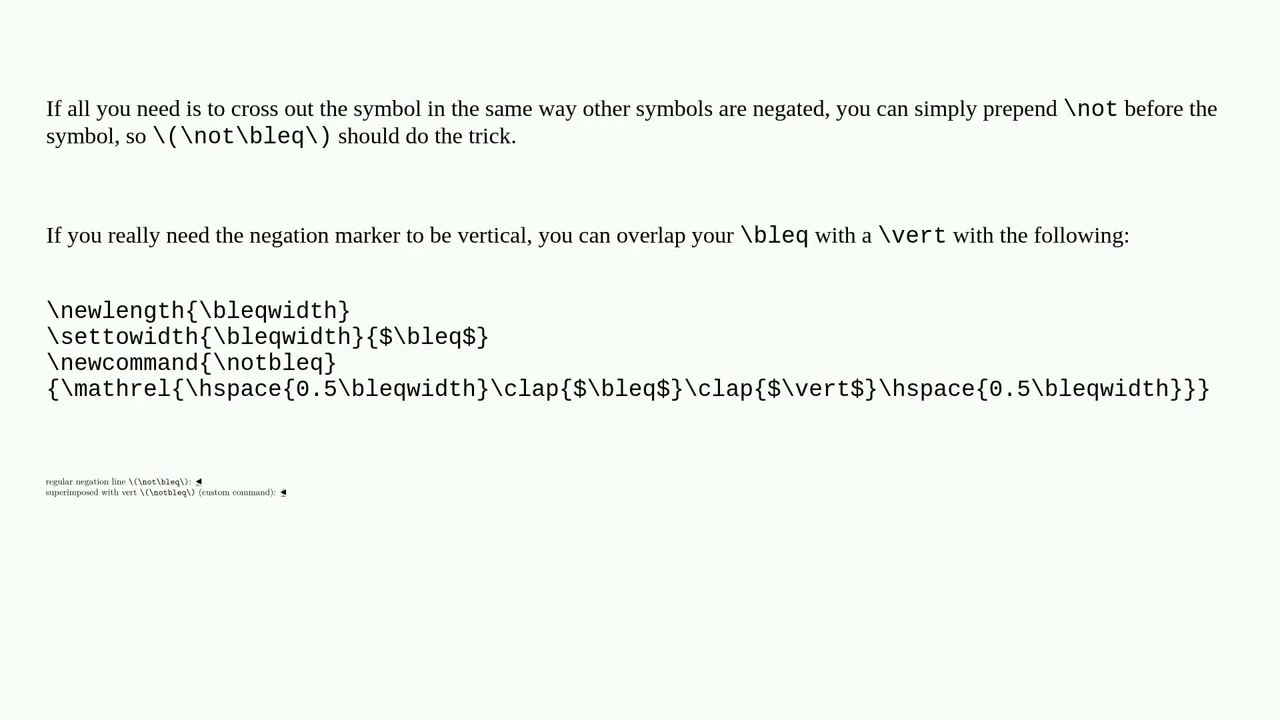 If all you need is to cross out the symbol in the same way other symbols are negated, you can simply prepend \not before the
symbol, so \(\not\bleq\) should do the trick.
If you really need the negation marker to be vertical, you can overlap your \bleq with a \vert with the following:
\newlength{\bleqwidth}
\settowidth{\bleqwidth}{$\bleq$}
\newcommand{\notbleq}
{\mathrel{\hspace{0.5\bleqwidth}\clap{$\bleq$}\clap{$\vert$}\hspace{0.5\bleqwidth}}}
regular negation line \(\not\bleq\):
superimposed with vert \(\notbleq\) (custom command):